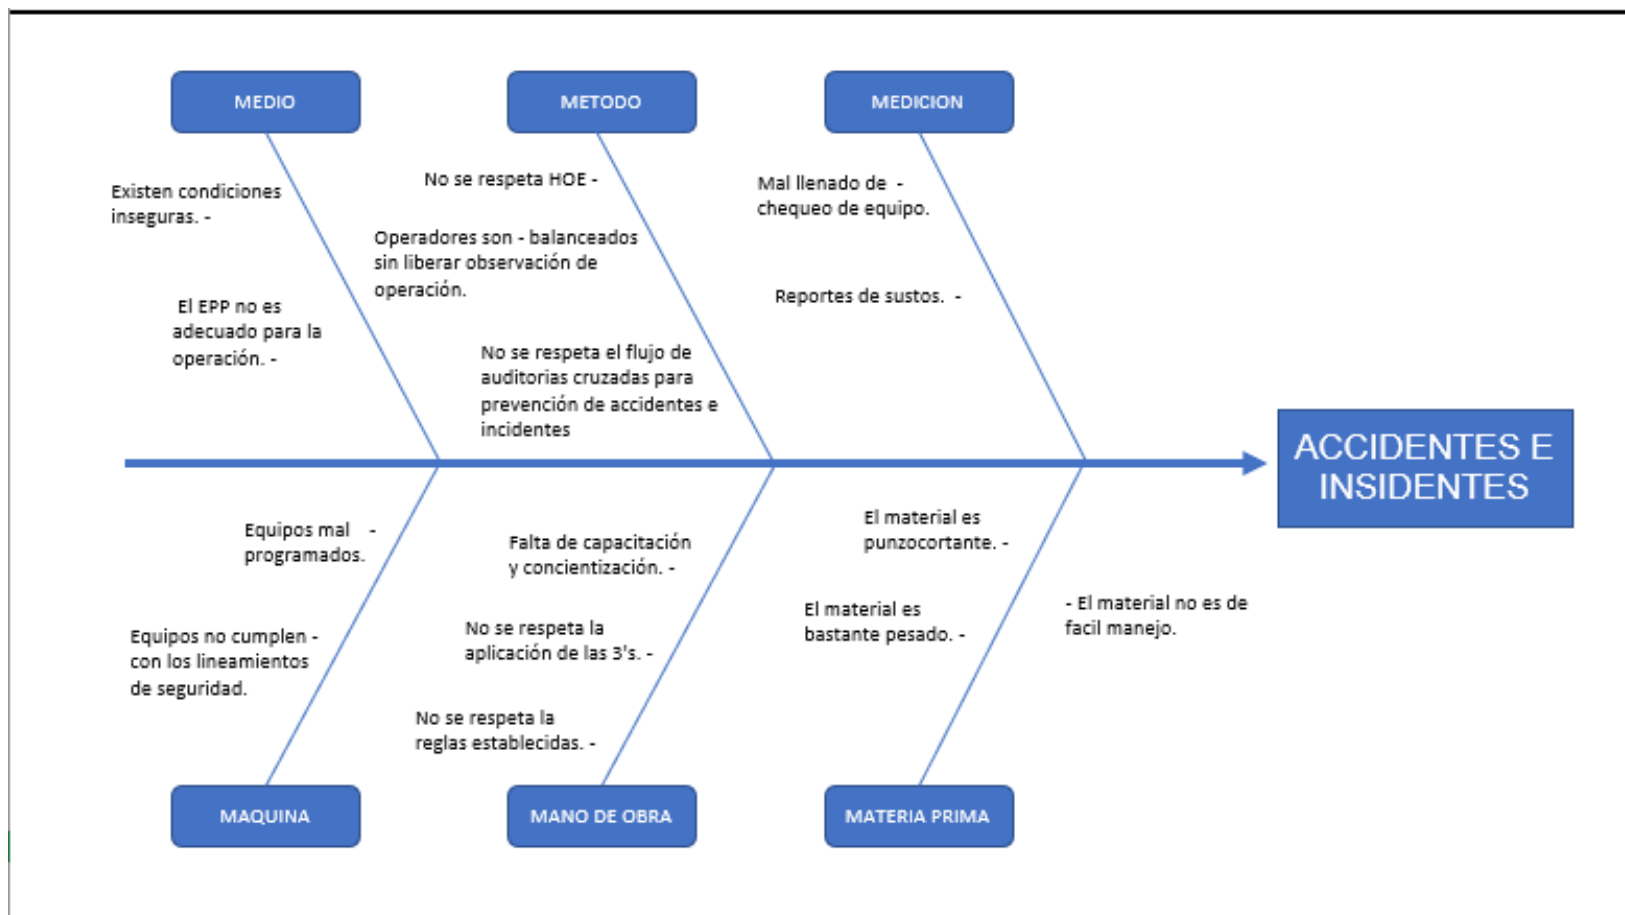 MEDIO
METODO
MEDICION
Existen condiciones
inseguras. -
El EPP no es
adecuado para la
operación. -
No se respeta HOE -
Operadores son - balanceados
sin liberar observación de
operación.
No se respeta el flujo de
auditorias cruzadas para
prevención de accidentes e
incidentes
Mal llenado de -
chequeo de equipo.
Reportes de sustos. -
ACCIDENTES E
INSIDENTES
Equipos mal -
programados.
Equipos no cumplen -
con los lineamientos
de seguridad.
Falta de capacitación
y concientización. -
No se respeta la
aplicación de las 3's. -
No se respeta la
reglas establecidas. -
El material es
punzocortante. -
El material es
bastante pesado. -
- El material no es de
facil manejo.
MAQUINA
MANO DE OBRA
MATERIA PRIMA